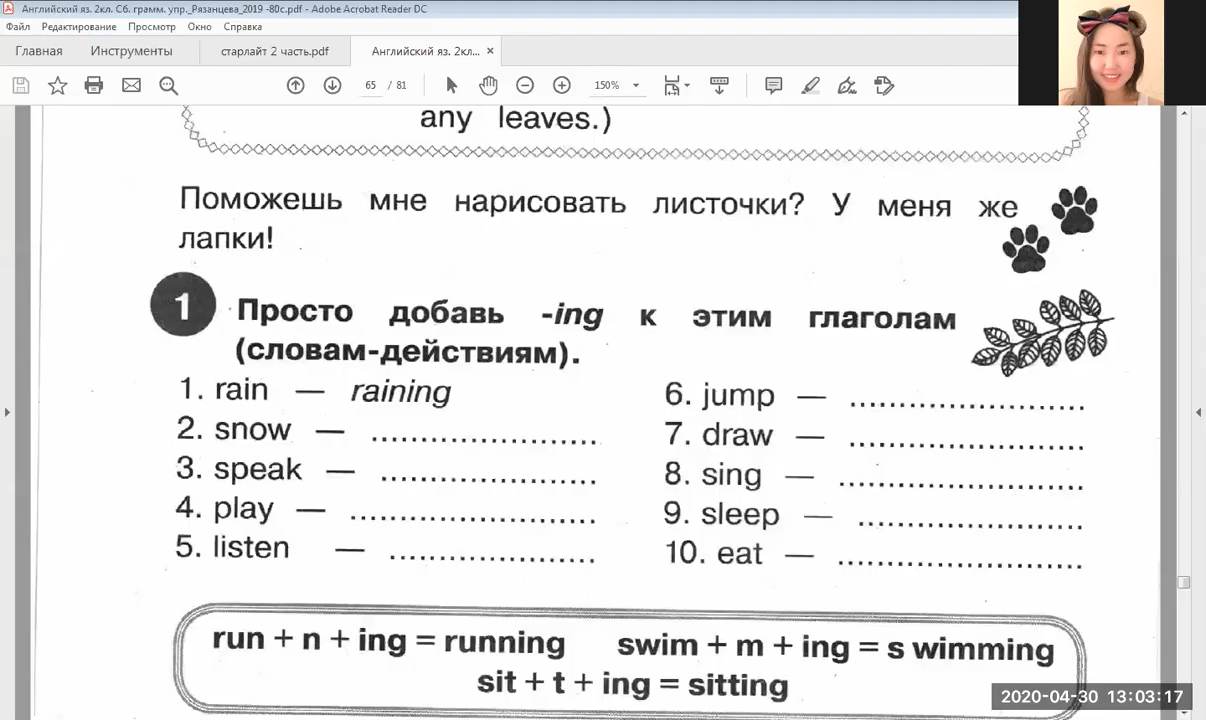 Английский яз. 2кл. Сб. грамм. упр._Рязанцева_2019 -80с.pdf - Adobe Acrobat Reader DC
Файл Редактирование Просмотр Окно Справка
Главная Инструменты старлайт 2 часть.pdf Английский яз. 2кл... ×
65 / 81 150%
any leaves.)
Поможешь мне нарисовать листочки? У меня же
лапки!
1 Просто добавь -ing к этим глаголам
(словам-действиям).
1. rain — raining
2. snow — ........................
3. speak — ........................
4. play — ........................
5. listen — ........................
6. jump — ........................
7. draw — ........................
8. sing — ........................
9. sleep — ........................
10. eat — ........................
run + n + ing = running swim + m + ing = s wimming
sit + t + ing = sitting
2020-04-30 13:03:17